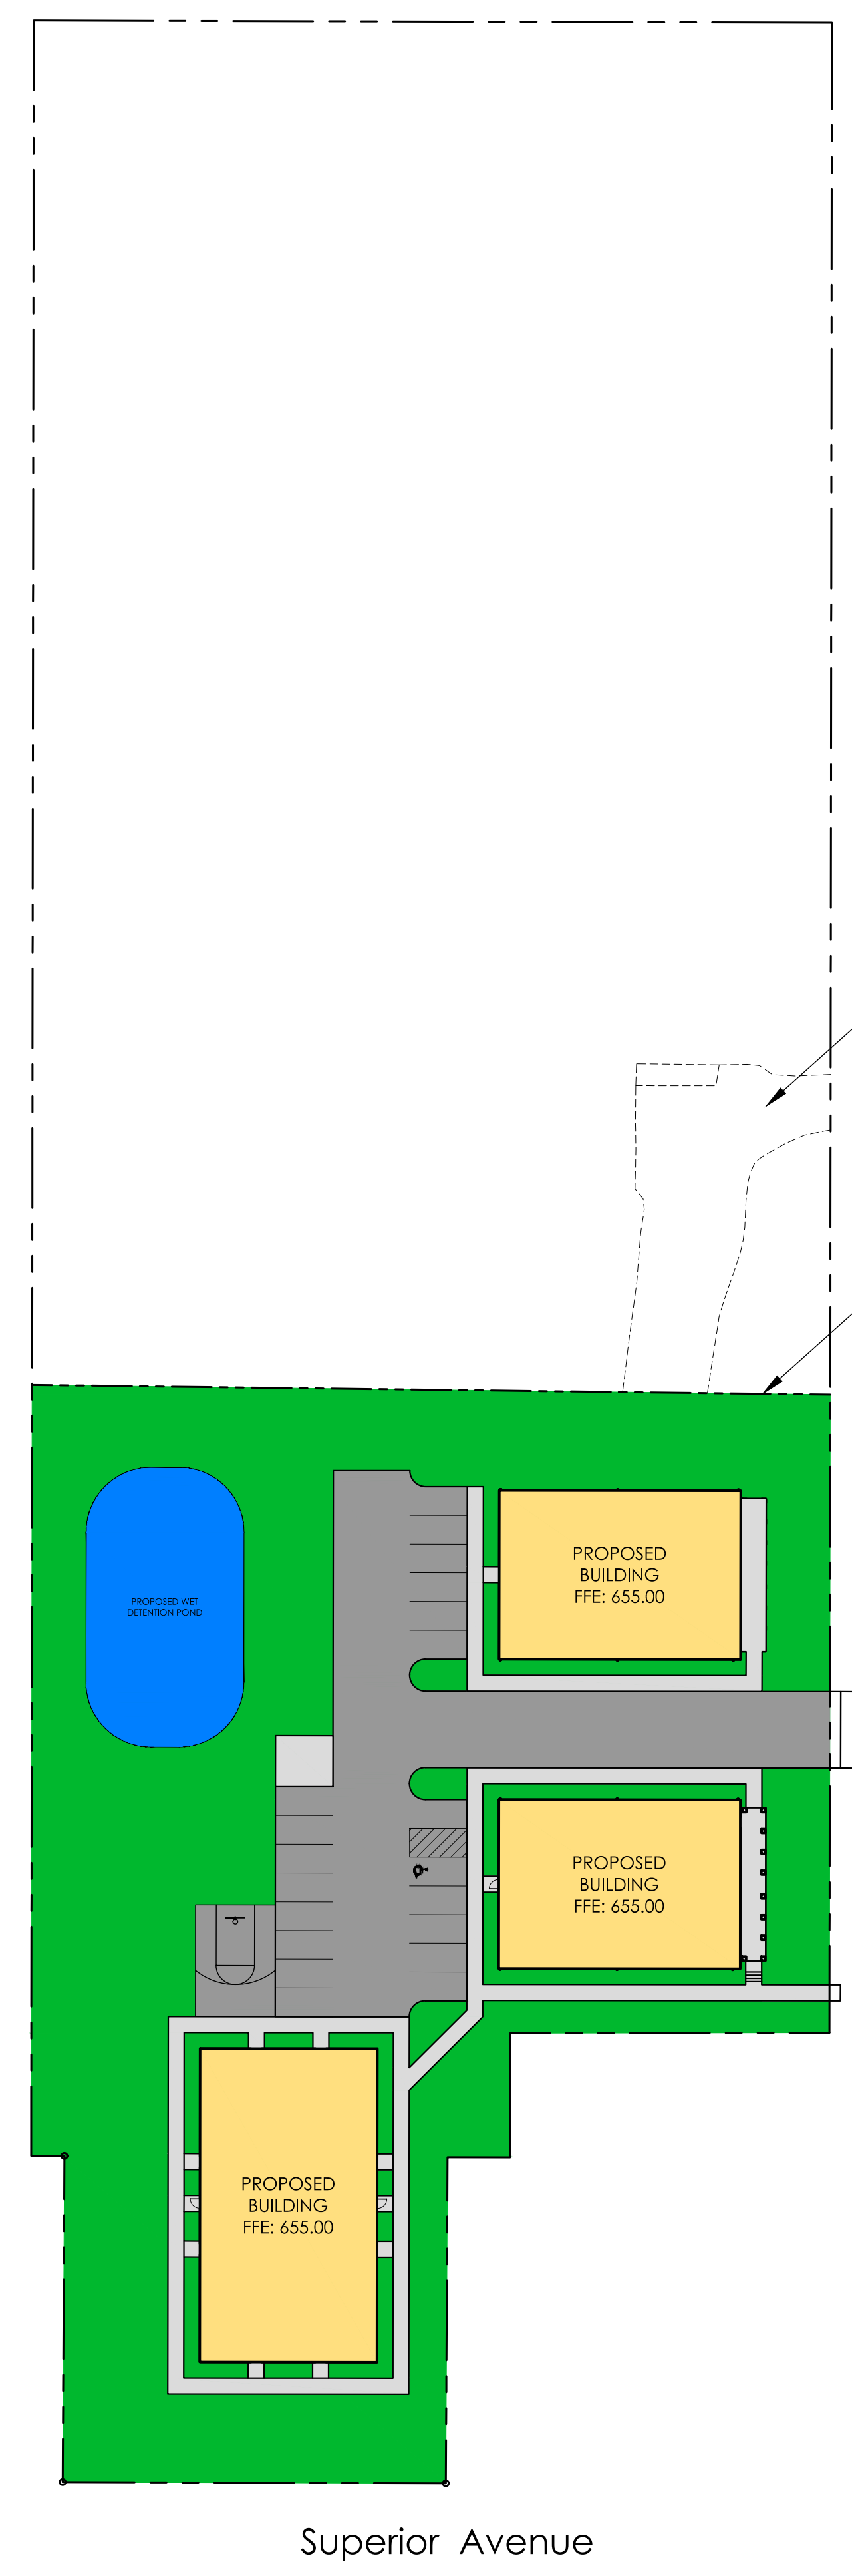 PROPOSED
BUILDING
FFE: 655.00
PROPOSED WET
DETENTION POND
PROPOSED
BUILDING
FFE: 655.00
PROPOSED
BUILDING
FFE: 655.00
Superior Avenue